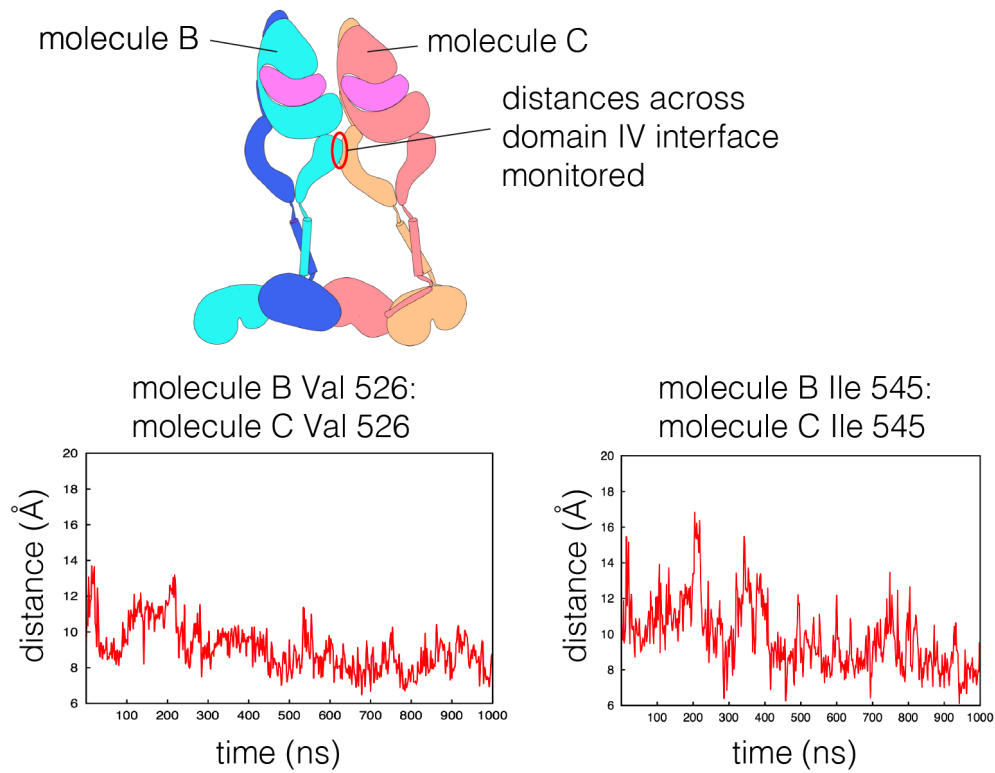 molecule B
molecule C
distances across
domain IV interface
monitored
molecule B Val 526:
molecule C Val 526
distance (Å)
20
18
16
14
12
10
8
6
100 200 300 400 500 600 700 800 900 1000
time (ns)
molecule B Ile 545:
molecule C Ile 545
distance (Å)
20
18
16
14
12
10
8
6
100 200 300 400 500 600 700 800 900 1000
time (ns)